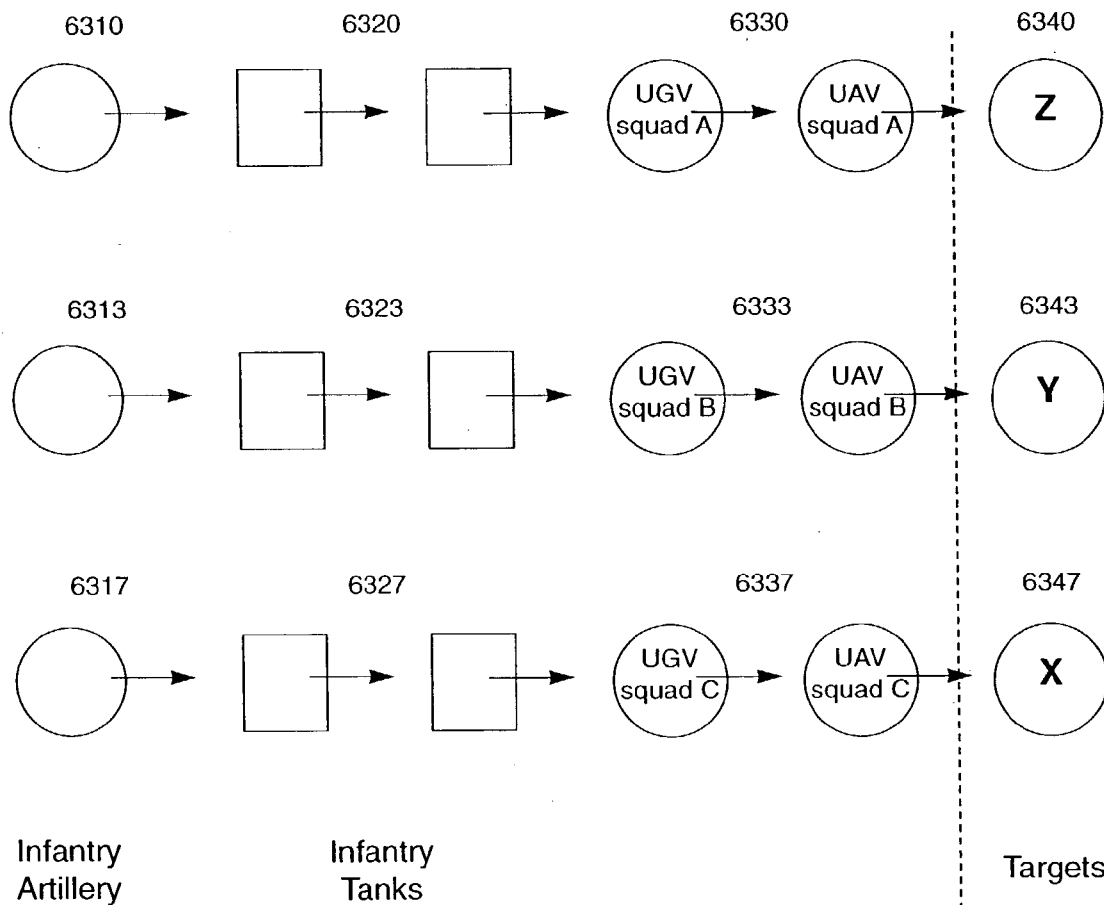 6310 6320 6330 6340
UGV UAV Z
squad A squad A
6313 6323 6333 6343
UGV UAV Y
squad B squad B
6317 6327 6337 6347
UGV UAV X
squad C squad C
Infantry Infantry
Artillery Tanks Targets